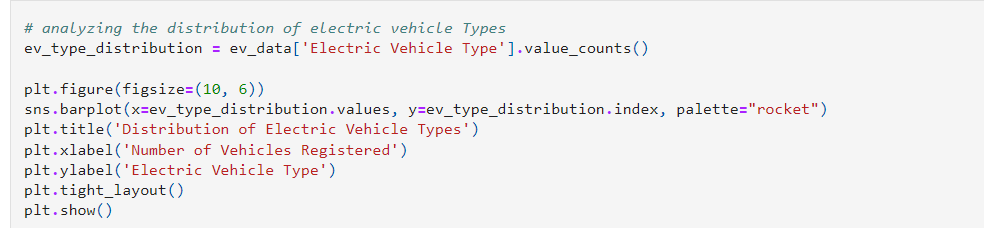 # analyzing the distribution of electric vehicle Types
ev_type_distribution = ev_data['Electric Vehicle Type'].value_counts()
plt.figure(figsize=(10, 6))
sns.barplot(x=ev_type_distribution.values, y=ev_type_distribution.index, palette="rocket")
plt.title('Distribution of Electric Vehicle Types')
plt.xlabel('Number of Vehicles Registered')
plt.ylabel('Electric Vehicle Type')
plt.tight_layout()
plt.show()